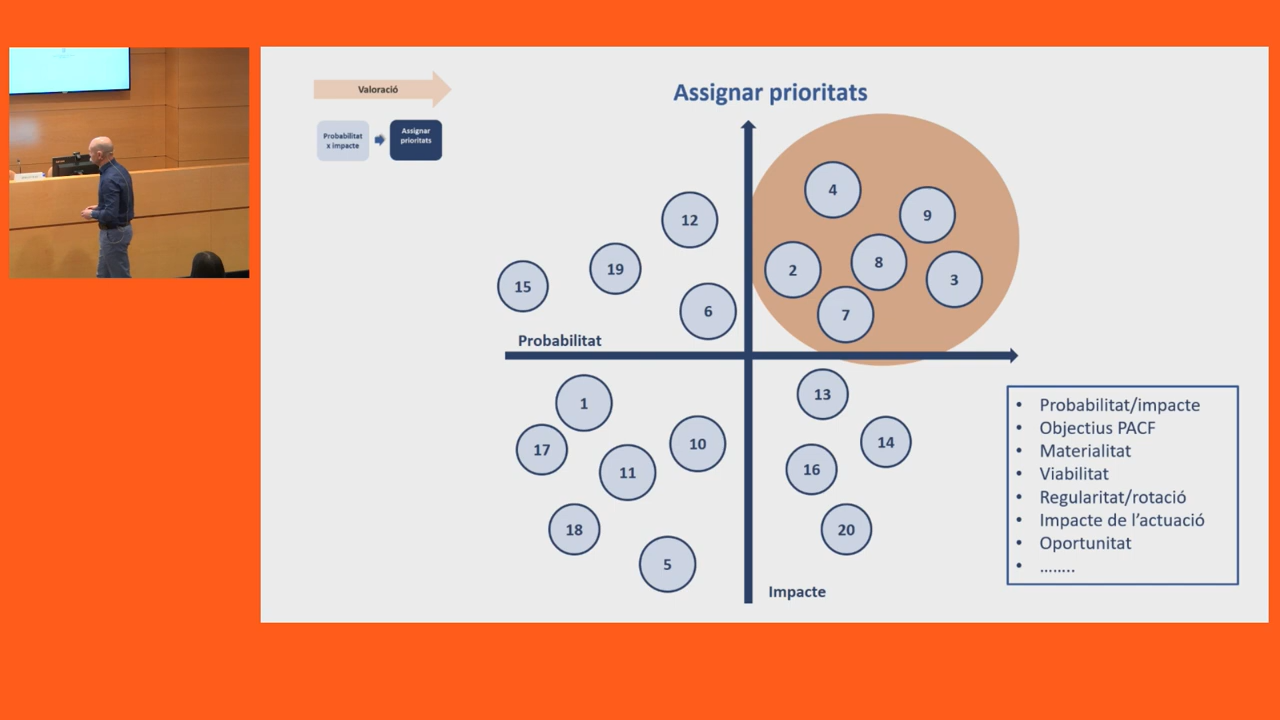 Valoració
Assignar prioritats
Probabilitat
x impacte
Assignar
prioritats
4
9
12
2
8
3
19
15
6
7
Probabilitat
1
13
17
10
14
11
16
18
20
5
Impacte
• Probabilitat/impacte
• Objectius PACF
• Materialitat
• Viabilitat
• Regularitat/rotació
• Impacte de l'actuació
• Oportunitat
• ........